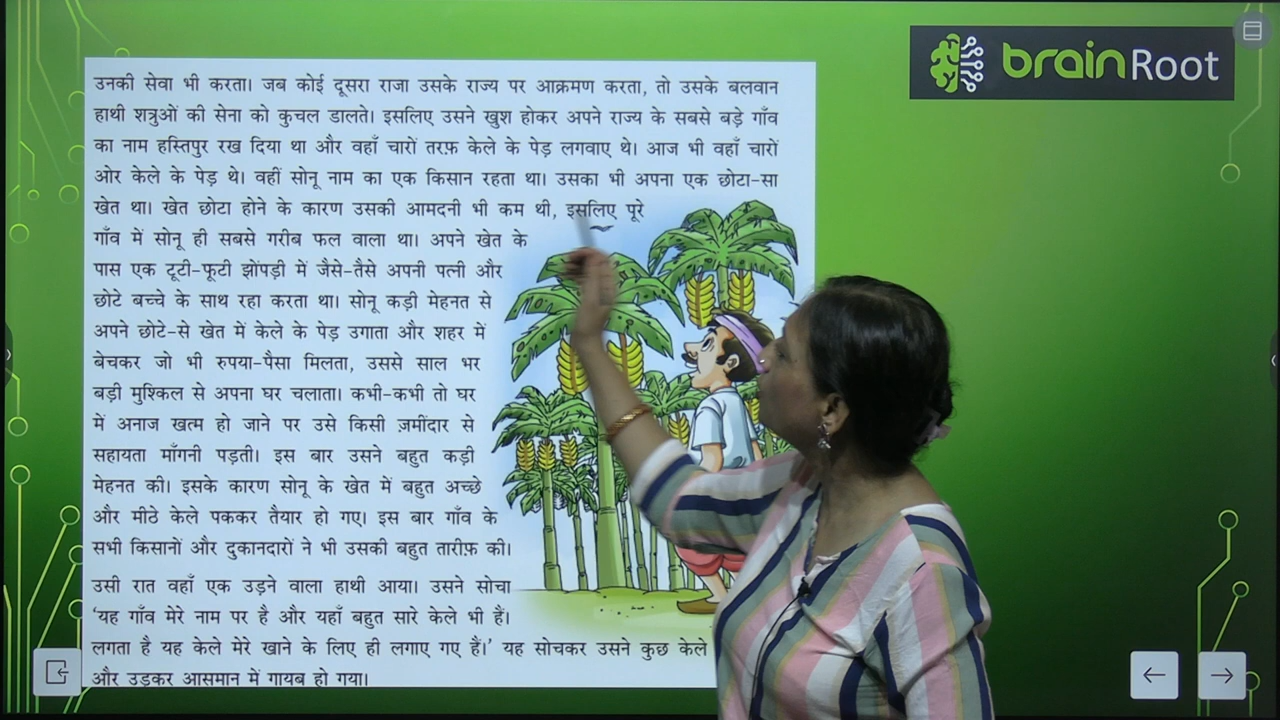 brainRoot
उनकी सेवा भी करता। जब कोई दूसरा राजा उसके राज्य पर आक्रमण करता, तो उसके बलवान
हाथी शत्रुओं की सेना को कुचल डालते। इसलिए उसने खुश होकर अपने राज्य के सबसे बड़े गाँव
का नाम हस्तिपुर रख दिया था और वहाँ चारों तरफ़ केले के पेड़ लगवाए थे। आज भी वहाँ चारों
ओर केले के पेड़ थे। वहीं सोनू नाम का एक किसान रहता था। उसका भी अपना एक छोटा-सा
खेत था। खेत छोटा होने के कारण उसकी आमदनी भी कम थी, इसलिए पूरे
गाँव में सोनू ही सबसे गरीब फल वाला था। अपने खेत के
पास एक टूटी-फूटी झोंपड़ी में जैसे-तैसे अपनी पत्नी और
छोटे बच्चे के साथ रहा करता था। सोनू कड़ी मेहनत से
अपने छोटे-से खेत में केले के पेड़ उगाता और शहर में
बेचकर जो भी रुपया-पैसा मिलता, उससे साल भर
बड़ी मुश्किल से अपना घर चलाता। कभी-कभी तो घर
में अनाज खत्म हो जाने पर उसे किसी ज़मींदार से
सहायता माँगनी पड़ती। इस बार उसने बहुत कड़ी
मेहनत की। इसके कारण सोनू के खेत में बहुत अच्छे
और मीठे केले पककर तैयार हो गए। इस बार गाँव के
सभी किसानों और दुकानदारों ने भी उसकी बहुत तारीफ़ की।
उसी रात वहाँ एक उड़ने वाला हाथी आया। उसने सोचा
‘यह गाँव मेरे नाम पर है और यहाँ बहुत सारे केले भी हैं।
लगता है यह केले मेरे खाने के लिए ही लगाए गए हैं।’ यह सोचकर उसने कुछ केले
और उड़कर आसमान में गायब हो गया।